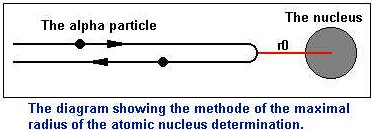 The nucleus
The alpha particle
r0
The diagram showing the methode of the maximal
radius of the atomic nucleus determination.